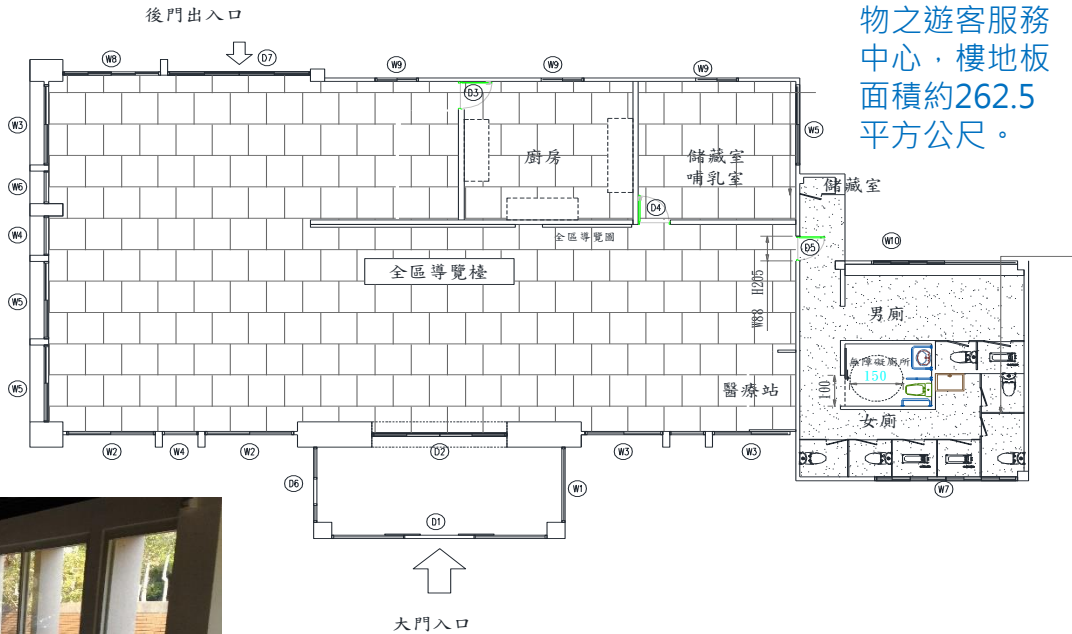 後門出入口
物之遊客服務
中心，樓地板
面積約262.5
平方公尺。
W8
D7
W9
W9
W9
D3
W3
W5
廚房
儲藏室
哺乳室
儲藏室
W6
D4
W4
全區導覽圖
D5
W10
全區導覽檯
W88 H205
W5
男廁
無障礙廁所
150
100
W5
醫療站
女廁
W2
W4
W2
D2
W3
W3
D6
W1
W7
D1
大門入口